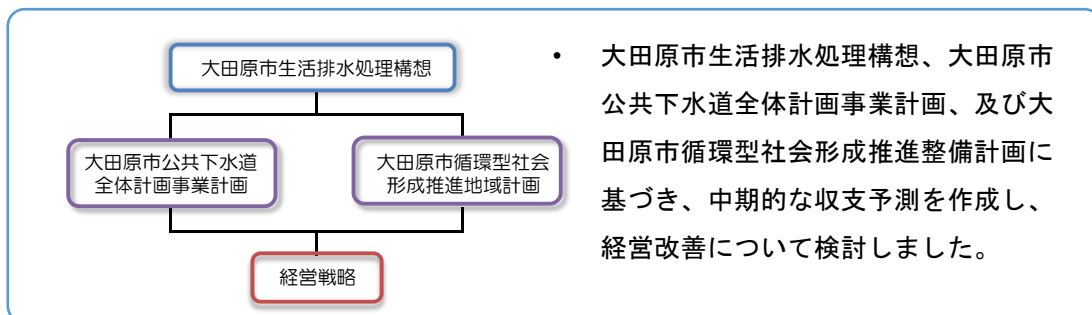 大田原市生活排水処理構想
大田原市公共下水道
全体計画事業計画
大田原市循環型社会
形成推進地域計画
経営戦略
• 大田原市生活排水処理構想、大田原市
公共下水道全体計画事業計画、及び大
田原市循環型社会形成推進整備計画に
基づき、中期的な収支予測を作成し、
経営改善について検討しました。